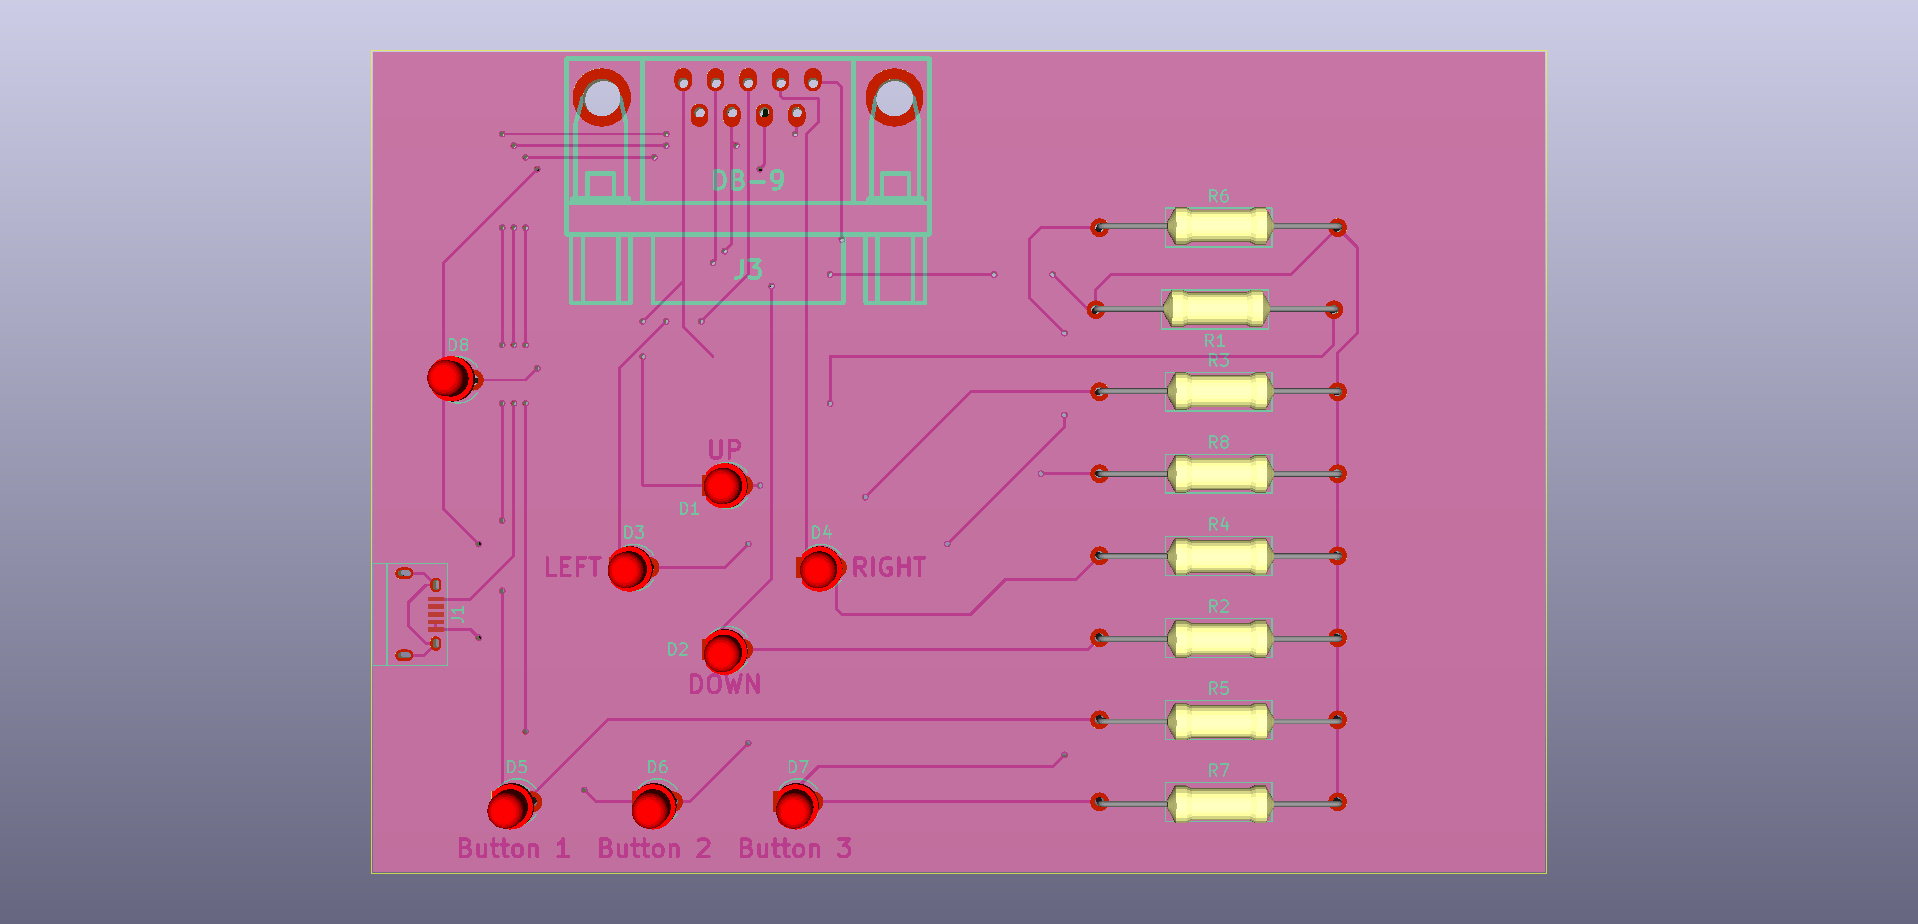 DB-9
J3
R6
R1
R3
D8
UP
R8
D1
D3
D4
R4
LEFT
RIGHT
J1
R2
D2
DOWN
R5
D5
D6
D7
R7
Button 1
Button 2
Button 3